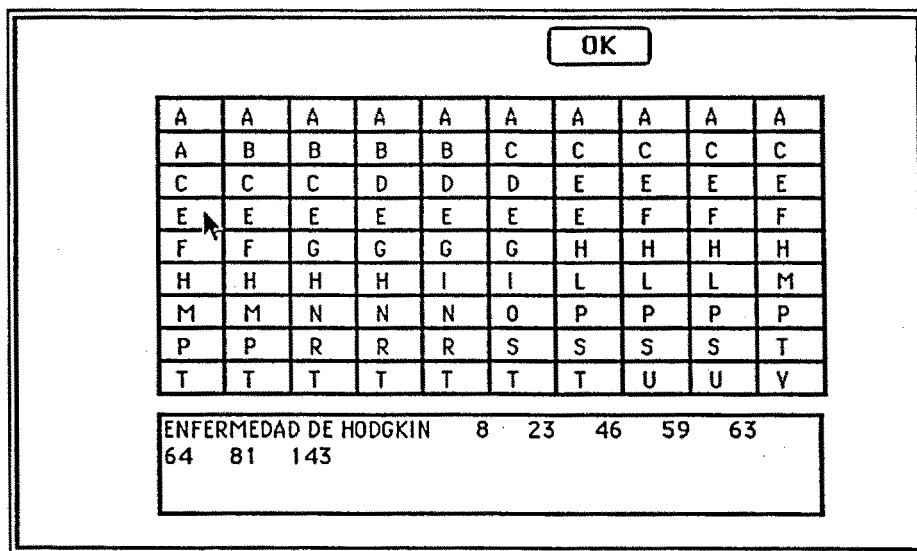 OK
A A A A A A A A A A
A B B B B C C C C C
C C C D D D E E E E
E E E E E E E F F F
F F G G G G H H H H
H H H H I I L L L M
M M N N N O P P P P
P P R R R S S S S T
T T T T T T T U U V
ENFERMEDAD DE HODGKIN 8 23 46 59 63
64 81 143